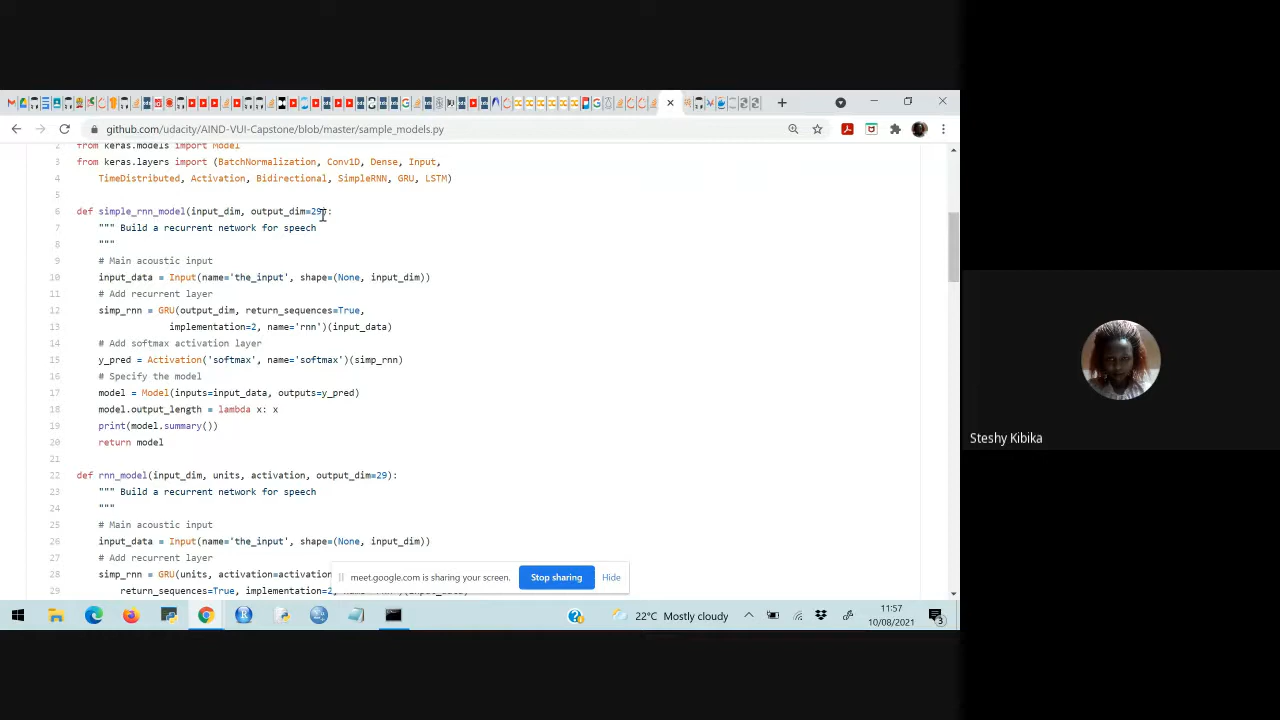 github.com/udacity/AIND-VUI-Capstone/blob/master/sample_models.py
2 from keras.models import Model
3 from keras.layers import (BatchNormalization, Conv1D, Dense, Input,
4 TimeDistributed, Activation, Bidirectional, SimpleRNN, GRU, LSTM)
5
6 def simple_rnn_model(input_dim, output_dim=29):
7 """ Build a recurrent network for speech
8 """
9 # Main acoustic input
10 input_data = Input(name='the_input', shape=(None, input_dim))
11 # Add recurrent layer
12 simp_rnn = GRU(output_dim, return_sequences=True,
13 implementation=2, name='rnn')(input_data)
14 # Add softmax activation layer
15 y_pred = Activation('softmax', name='softmax')(simp_rnn)
16 # Specify the model
17 model = Model(inputs=input_data, outputs=y_pred)
18 model.output_length = lambda x: x
19 print(model.summary())
20 return model
21
22 def rnn_model(input_dim, units, activation, output_dim=29):
23 """ Build a recurrent network for speech
24 """
25 # Main acoustic input
26 input_data = Input(name='the_input', shape=(None, input_dim))
27 # Add recurrent layer
28 simp_rnn = GRU(units, activation=activation
29 return_sequences=True, implementation=2,
meet.google.com is sharing your screen.
Stop sharing
Hide
Steshy Kibika
22°C Mostly cloudy
11:57
10/08/2021
3